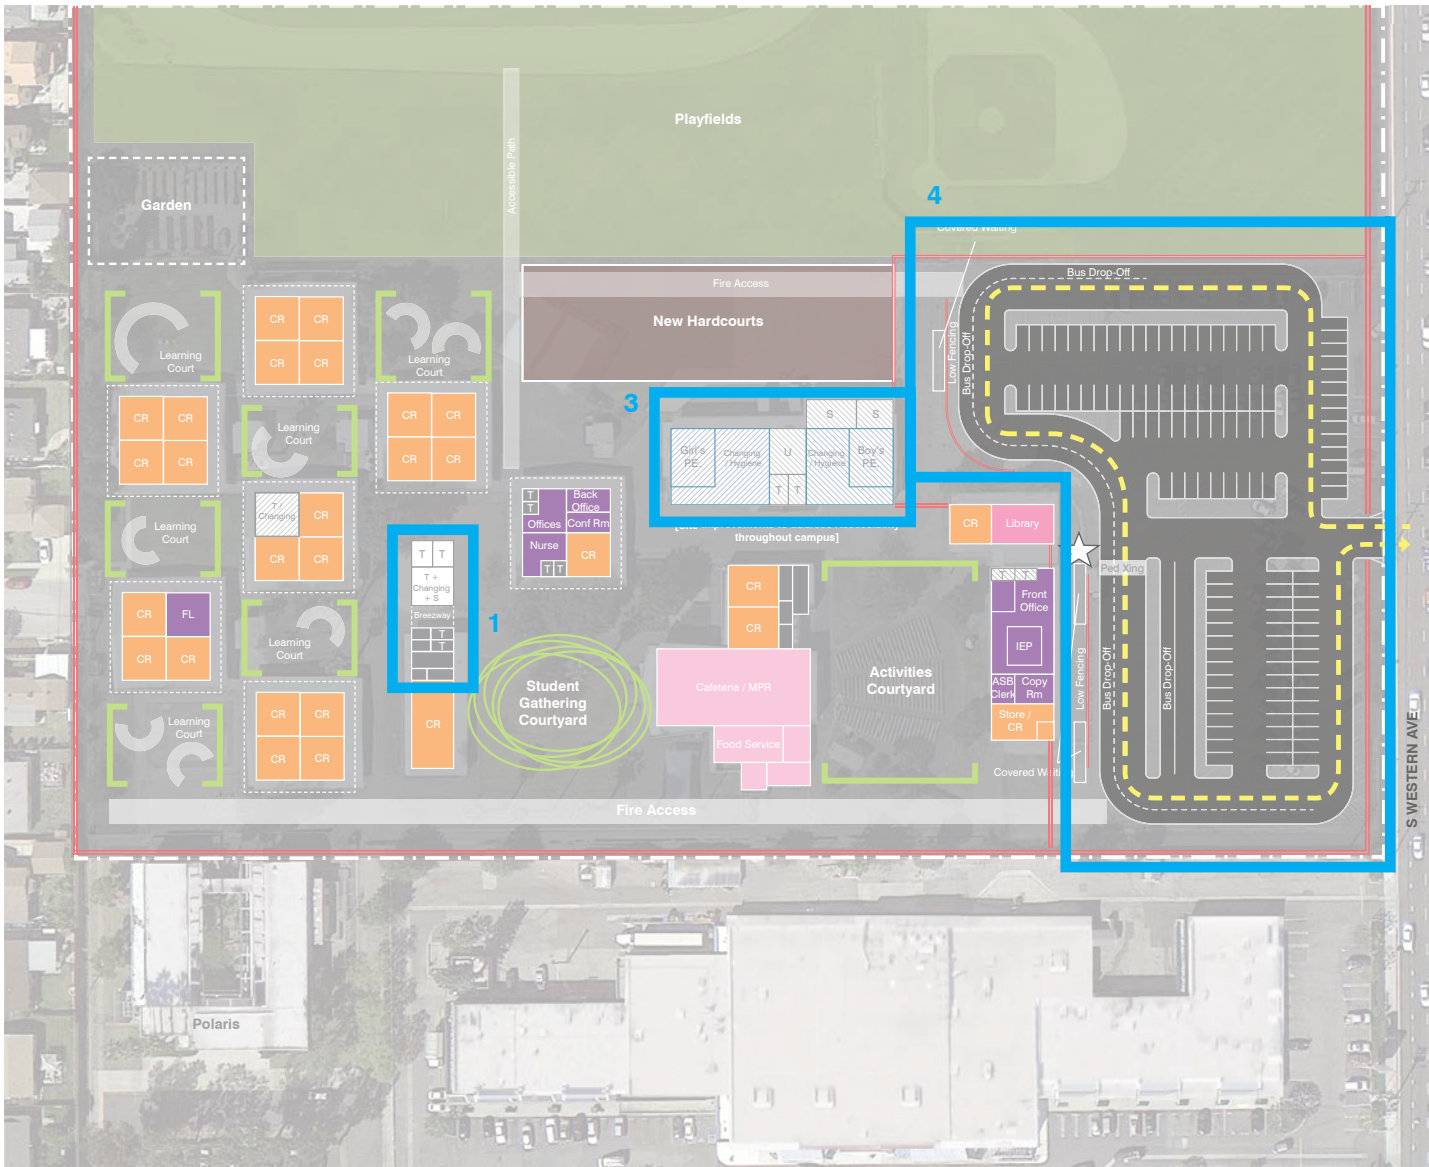 Playfields
Accessible Path
Garden
4
Covered Waiting
Bus Drop-Off
Fire Access
New Hardcourts
Low Fencing
Bus Drop-Off
CR
CR
CR
CR
Learning
Court
Learning
Court
3
CR
CR
CR
CR
CR
CR
CR
CR
Learning
Court
S
S
Girl's
P.E.
Changing
Hygiene
U
Changing
Hygiene
Boy's
P.E.
T
T
T
Changing
CR
CR
CR
Learning
Court
T
T
Offices
Back
Office
Conf Rm
Nurse
T
T
CR
throughout campus]
CR
Library
Ped Xing
T
T
T +
Changing
+ S
Breezway
T
T
1
CR
CR
CR
FL
CR
CR
Learning
Court
T
T
Front
Office
IEP
ASB
Clerk
Copy
Rm
Store /
CR
Activities
Courtyard
Cafeteria / MPR
Food Service
Student
Gathering
Courtyard
CR
Low Fencing
Bus Drop-Off
Bus Drop-Off
Learning
Court
CR
CR
CR
CR
Covered Waiting
S WESTERN AVE
Fire Access
Polaris